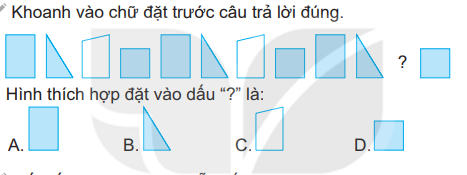 Khoanh vào chữ đặt trước câu trả lời đúng.
?
Hình thích hợp đặt vào dấu “?” là:
A. B. C. D.